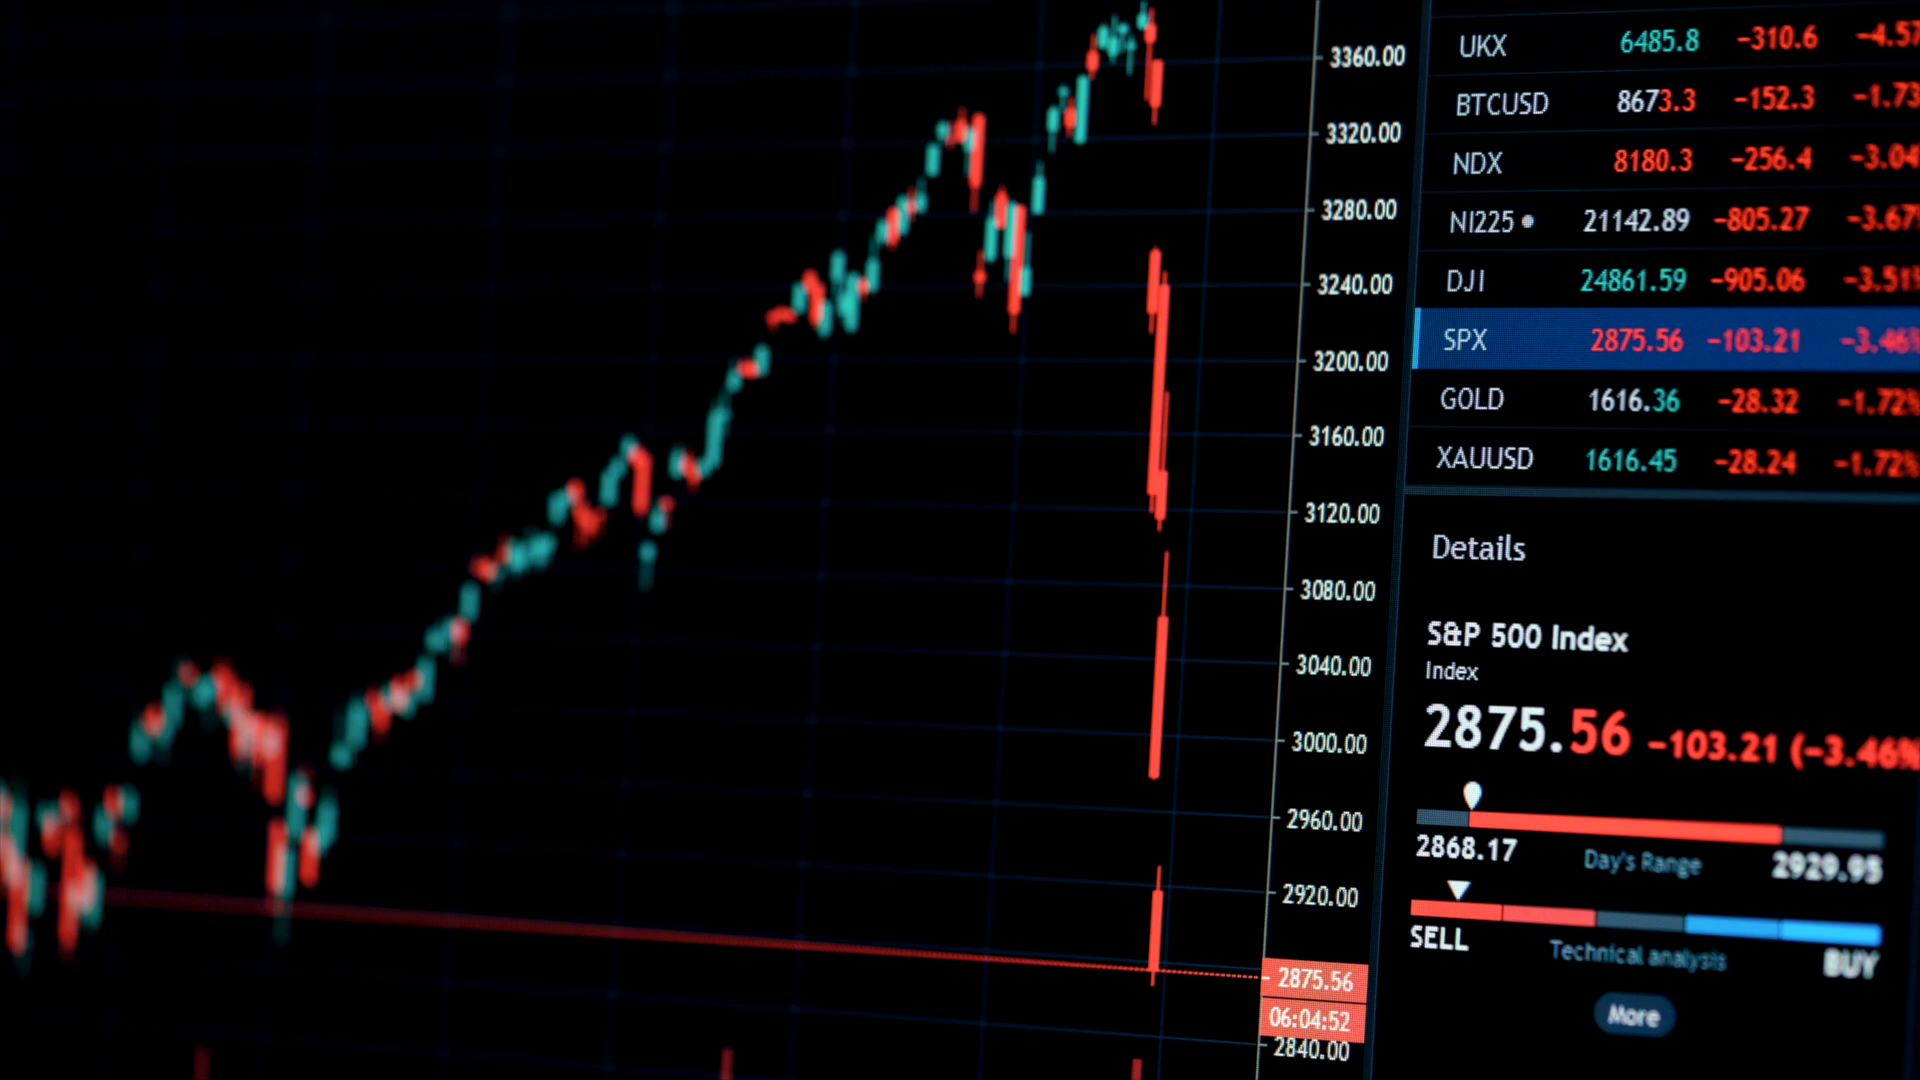 3360.00
3320.00
3280.00
3240.00
3200.00
3160.00
3120.00
3080.00
3040.00
3000.00
2960.00
2920.00
2875.56
06:04:52
2840.00
UKX 6485.8 -310.6 -4.57
BTCUSD 8673.3 -152.3 -1.73
NDX 8180.3 -256.4 -3.04
NI225 21142.89 -805.27 -3.67%
DJI 24861.59 -905.06 -3.51%
SPX 2875.56 -103.21 -3.46%
GOLD 1616.36 -28.32 -1.72%
XAUUSD 1616.45 -28.24 -1.72%
Details
S&P 500 Index
Index
2875.56 -103.21 (-3.46%
2868.17 Day's Range 2929.95
SELL Technical analysis BUY
More